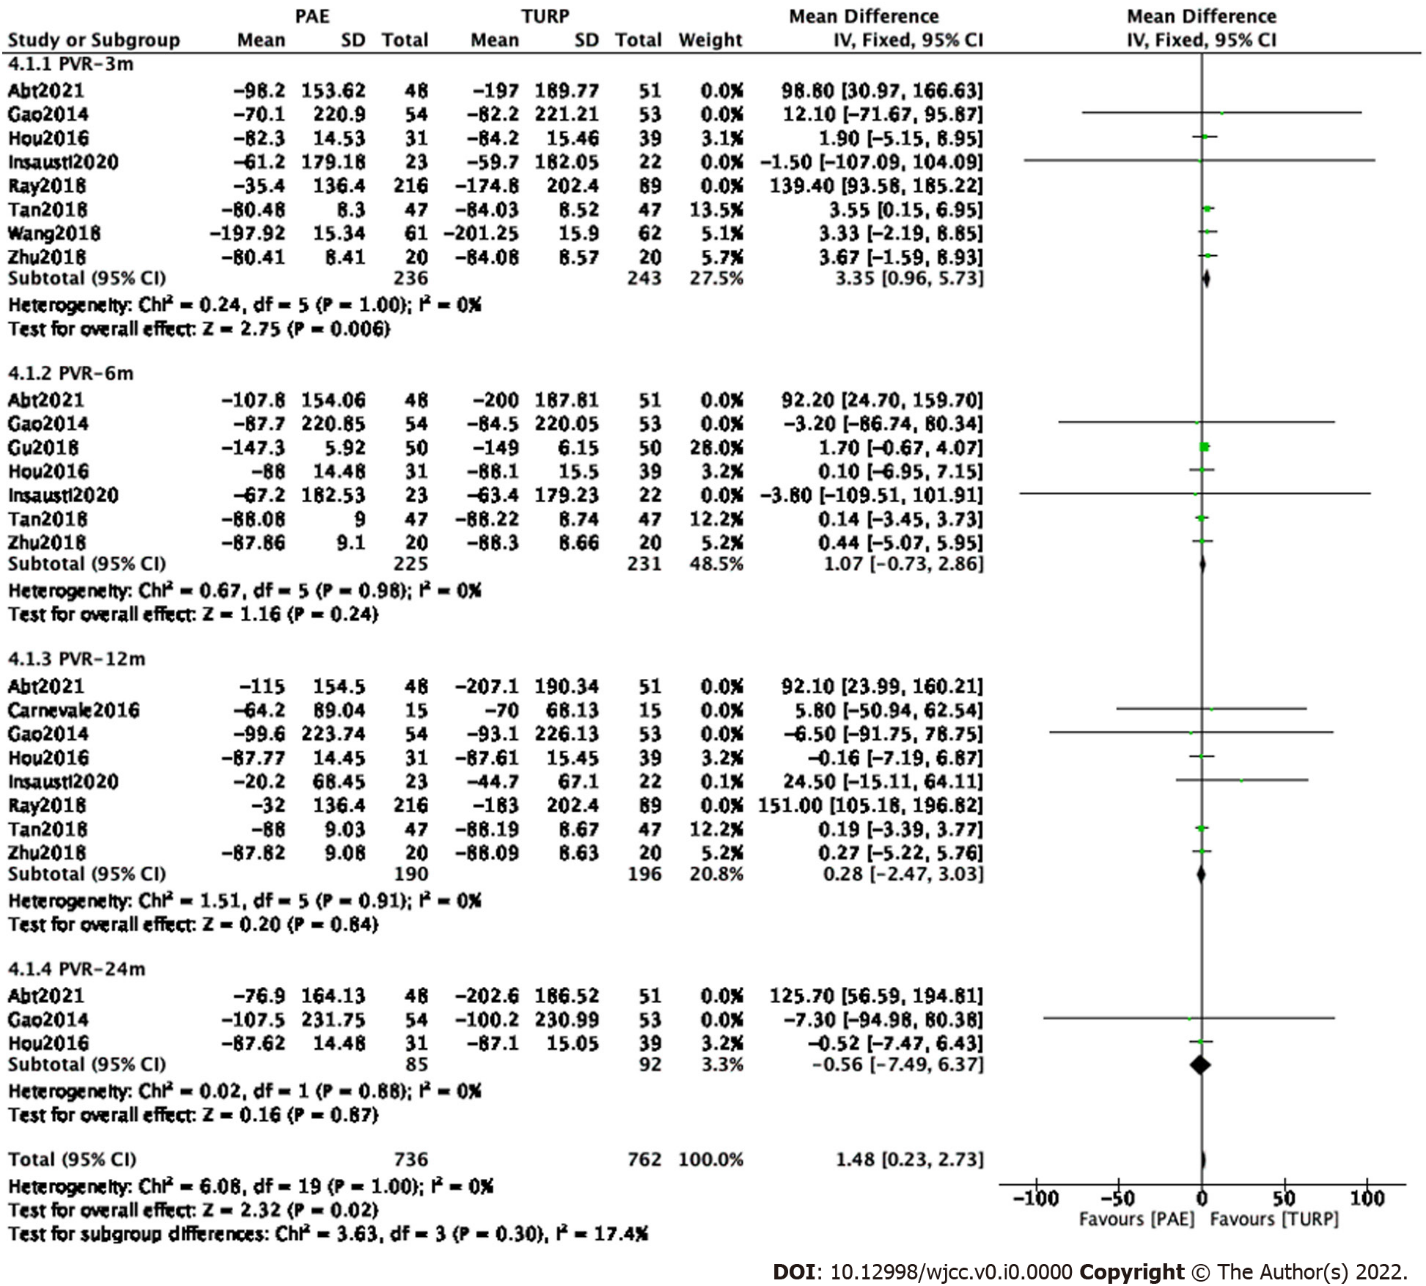 PAE TURP Mean Difference Mean Difference
Study or Subgroup Mean SD Total Mean SD Total Weight IV, Fixed, 95% CI IV, Fixed, 95% CI
4.1.1 PVR-3m
Abt2021 -98.2 153.62 48 -197 189.77 51 0.0% 98.80 [30.97, 166.63]
Gao2014 -70.1 220.9 54 -82.2 221.21 53 0.0% 12.10 [-71.67, 95.87]
Hou2016 -82.3 14.53 31 -84.2 15.46 39 3.1% 1.90 [-5.15, 8.95]
Insausti2020 -61.2 179.18 23 -59.7 182.05 22 0.0% -1.50 [-107.09, 104.09]
Ray2018 -35.4 136.4 216 -174.8 202.4 89 0.0% 139.40 [93.58, 185.22]
Tan2018 -80.48 8.3 47 -84.03 8.52 47 13.5% 3.55 [0.15, 6.95]
Wang2018 -197.92 15.34 61 -201.25 15.9 62 5.1% 3.33 [-2.19, 8.85]
Zhu2018 -80.41 8.41 20 -84.08 8.57 20 5.7% 3.67 [-1.59, 8.93]
Subtotal (95% CI) 236 243 27.5% 3.35 [0.96, 5.73]
Heterogeneity: Chi² = 0.24, df = 5 (P = 1.00); I² = 0%
Test for overall effect: Z = 2.75 (P = 0.006)
4.1.2 PVR-6m
Abt2021 -107.8 154.06 48 -200 187.81 51 0.0% 92.20 [24.70, 159.70]
Gao2014 -87.7 220.85 54 -84.5 220.05 53 0.0% -3.20 [-86.74, 80.34]
Gu2018 -147.3 5.92 50 -149 6.15 50 28.0% 1.70 [-0.67, 4.07]
Hou2016 -88 14.48 31 -88.1 15.5 39 3.2% 0.10 [-6.95, 7.15]
Insausti2020 -67.2 182.53 23 -63.4 179.23 22 0.0% -3.80 [-109.51, 101.91]
Tan2018 -88.08 9 47 -88.22 8.74 47 12.2% 0.14 [-3.45, 3.73]
Zhu2018 -87.86 9.1 20 -88.3 8.66 20 5.2% 0.44 [-5.07, 5.95]
Subtotal (95% CI) 225 231 48.5% 1.07 [-0.73, 2.86]
Heterogeneity: Chi² = 0.67, df = 5 (P = 0.98); I² = 0%
Test for overall effect: Z = 1.16 (P = 0.24)
4.1.3 PVR-12m
Abt2021 -115 154.5 48 -207.1 190.34 51 0.0% 92.10 [23.99, 160.21]
Carnevale2016 -64.2 89.04 15 -70 68.13 15 0.0% 5.80 [-50.94, 62.54]
Gao2014 -99.6 223.74 54 -93.1 226.13 53 0.0% -6.50 [-91.75, 78.75]
Hou2016 -87.77 14.45 31 -87.61 15.45 39 3.2% -0.16 [-7.19, 6.87]
Insausti2020 -20.2 68.45 23 -44.7 67.1 22 0.1% 24.50 [-15.11, 64.11]
Ray2018 -32 136.4 216 -183 202.4 89 0.0% 151.00 [105.18, 196.82]
Tan2018 -88 9.03 47 -88.19 8.67 47 12.2% 0.19 [-3.39, 3.77]
Zhu2018 -87.82 9.08 20 -88.09 8.63 20 5.2% 0.27 [-5.22, 5.76]
Subtotal (95% CI) 190 196 20.8% 0.28 [-2.47, 3.03]
Heterogeneity: Chi² = 1.51, df = 5 (P = 0.91); I² = 0%
Test for overall effect: Z = 0.20 (P = 0.84)
4.1.4 PVR-24m
Abt2021 -76.9 164.13 48 -202.6 186.52 51 0.0% 125.70 [56.59, 194.81]
Gao2014 -107.5 231.75 54 -100.2 230.99 53 0.0% -7.30 [-94.98, 80.38]
Hou2016 -87.62 14.48 31 -87.1 15.05 39 3.2% -0.52 [-7.47, 6.43]
Subtotal (95% CI) 85 92 3.3% -0.56 [-7.49, 6.37]
Heterogeneity: Chi² = 0.02, df = 1 (P = 0.88); I² = 0%
Test for overall effect: Z = 0.16 (P = 0.87)
Total (95% CI) 736 762 100.0% 1.48 [0.23, 2.73]
Heterogeneity: Chi² = 6.08, df = 19 (P = 1.00); I² = 0%
Test for overall effect: Z = 2.32 (P = 0.02)
Test for subgroup differences: Chi² = 3.63, df = 3 (P = 0.30), I² = 17.4%
-100 -50 0 50 100
Favours [PAE] Favours [TURP]
DOI: 10.12998/wjcc.v0.i0.0000 Copyright © The Author(s) 2022.